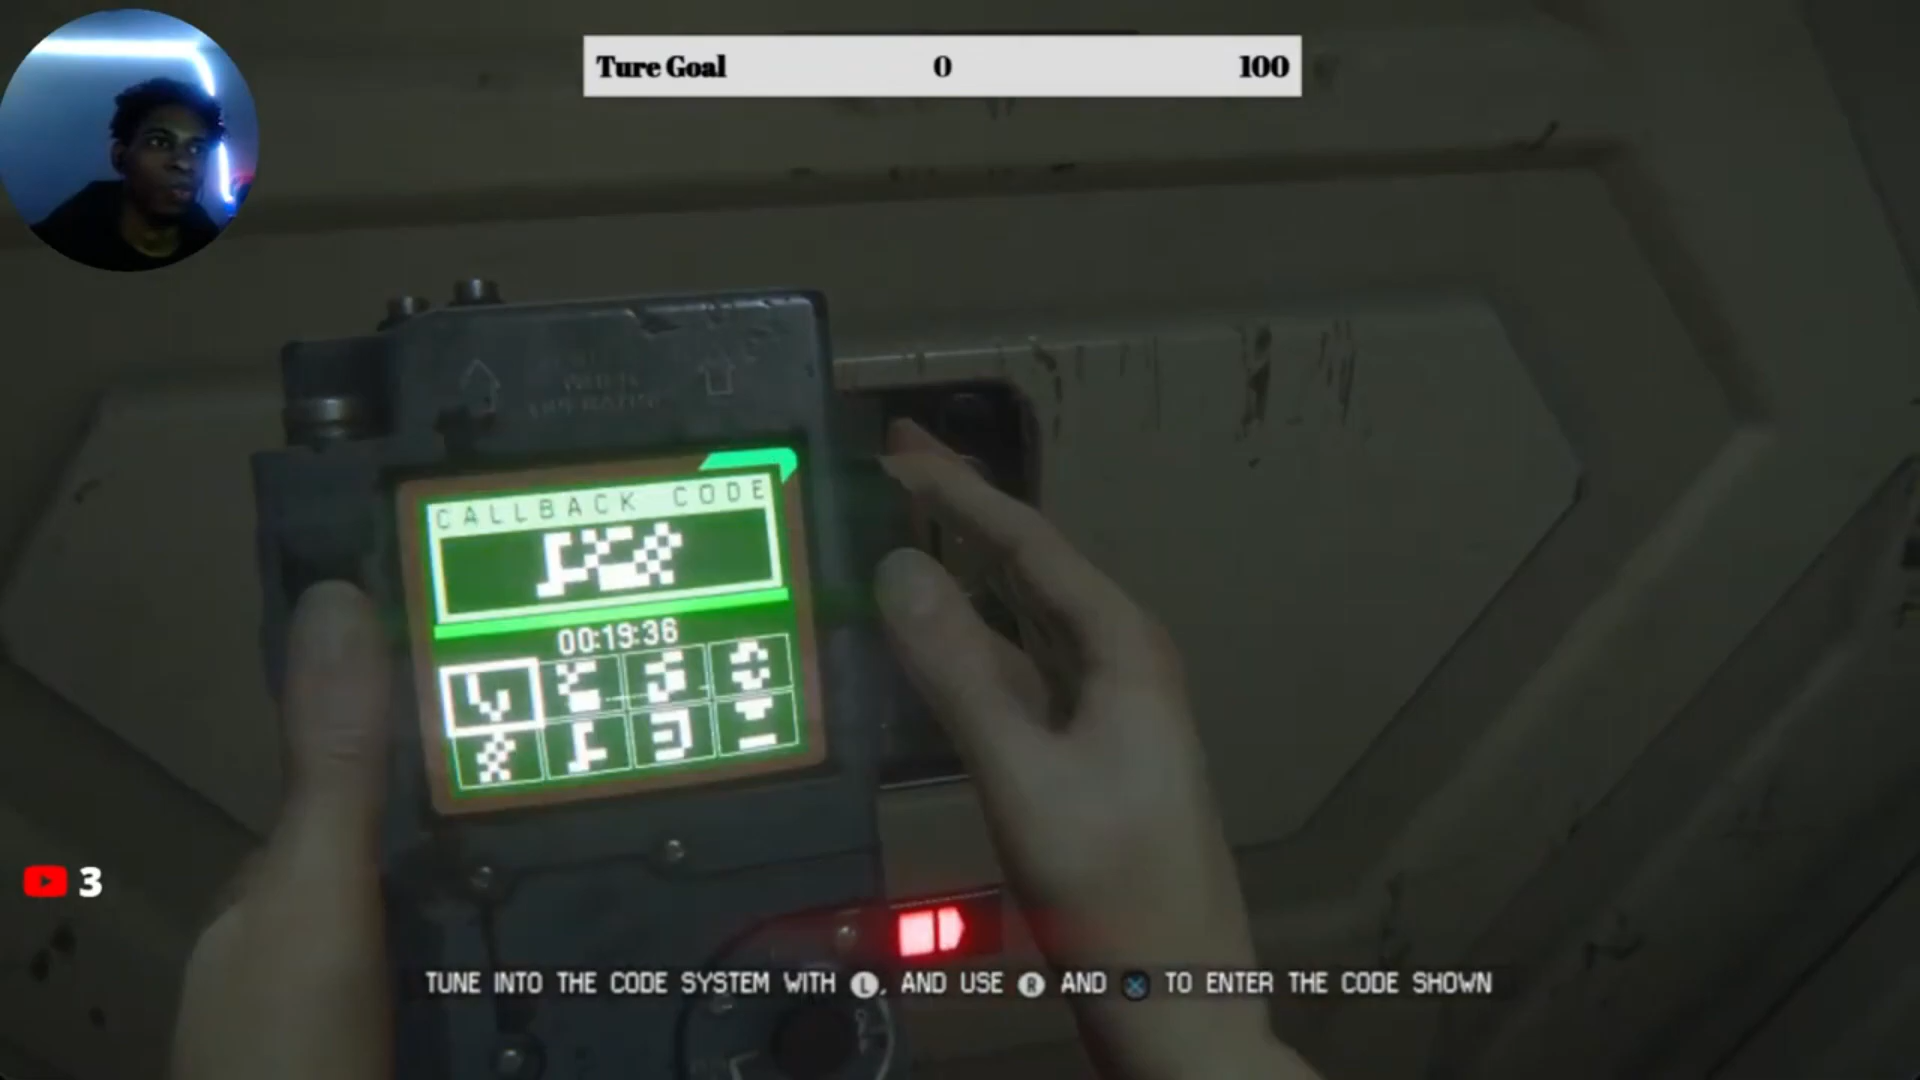 Ture Goal 0 100
CALLBACK CODE
00:19:36
3
TUNE INTO THE CODE SYSTEM WITH L, AND USE R AND X TO ENTER THE CODE SHOWN